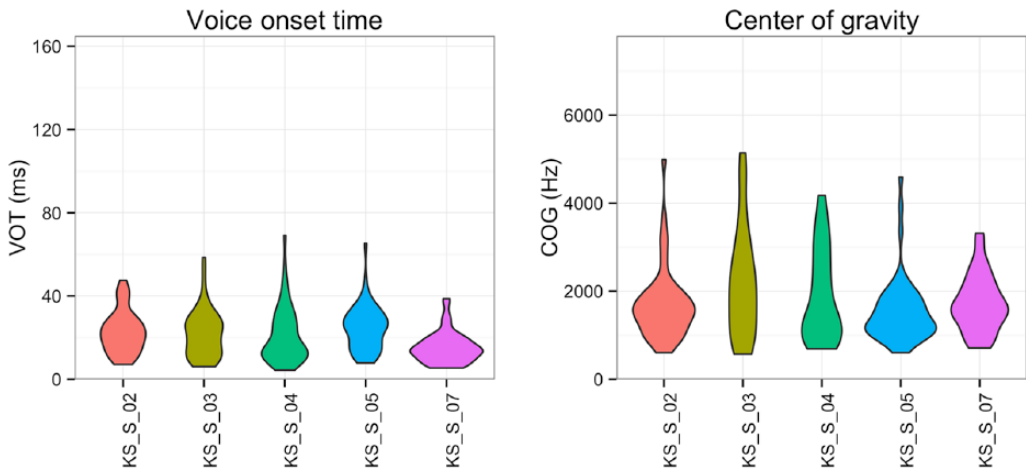 Voice onset time
VOT (ms)
160
120
80
40
0
KS_S_02
KS_S_03
KS_S_04
KS_S_05
KS_S_07
Center of gravity
COG (Hz)
6000
4000
2000
0
KS_S_02
KS_S_03
KS_S_04
KS_S_05
KS_S_07